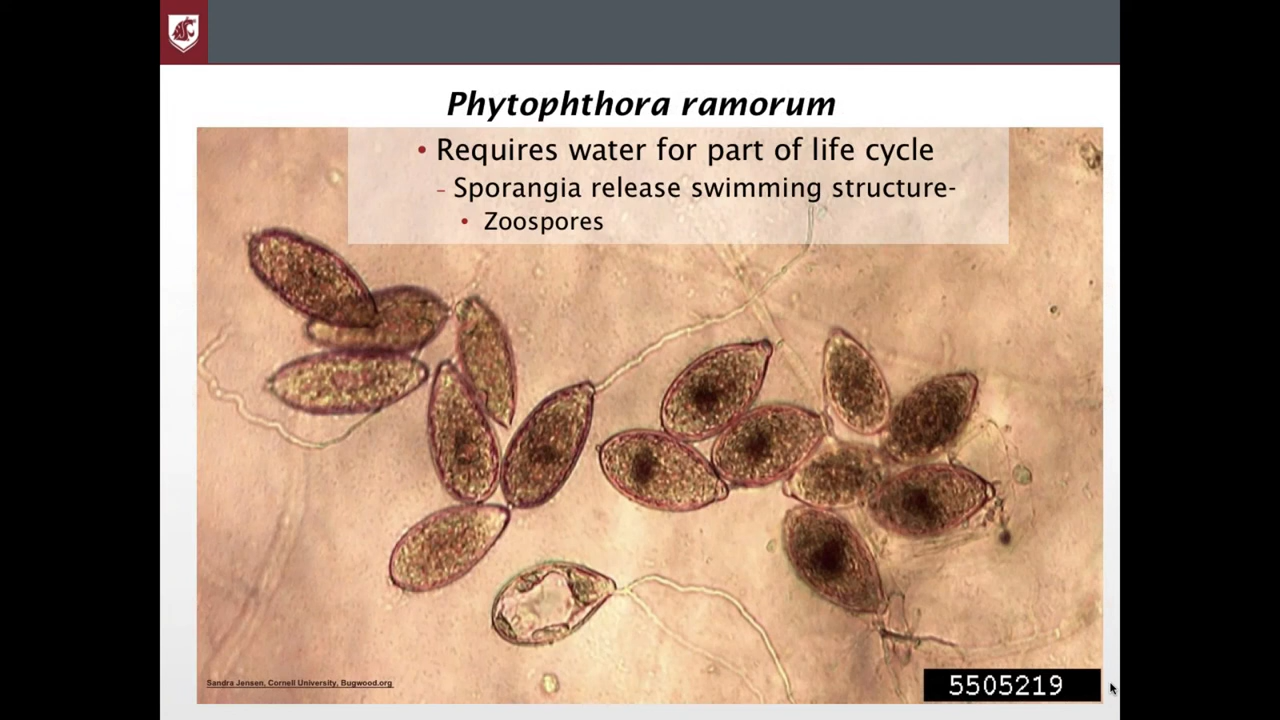 Phytophthora ramorum
• Requires water for part of life cycle
– Sporangia release swimming structure-
• Zoospores
Sandra Jensen, Cornell University, Bugwood.org
5505219